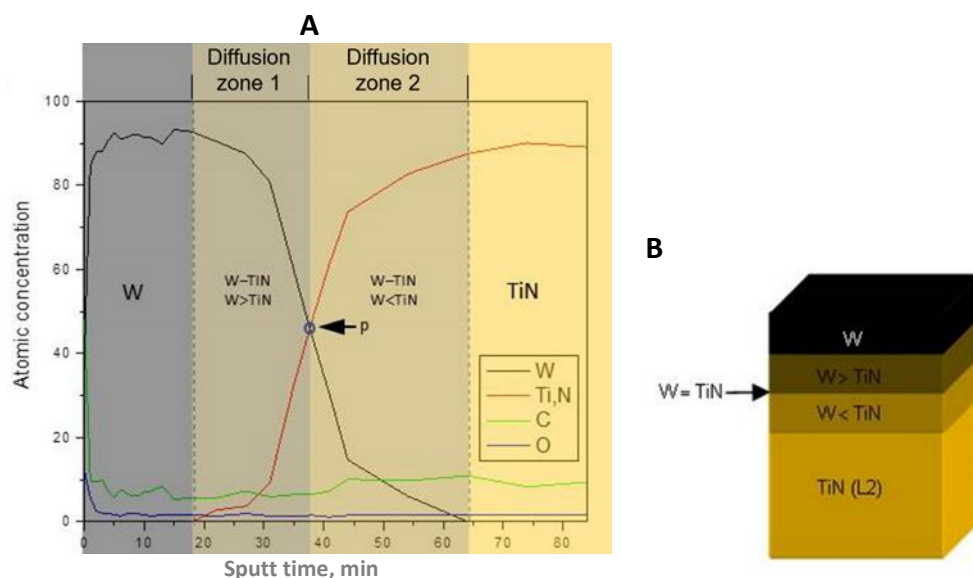 A
Diffusion
zone 1
Diffusion
zone 2
100
80
60
40
20
0
Atomic concentration
W
W–TiN
W>TiN
W–TiN
W<TiN
TiN
p
W
Ti,N
C
O
0 10 20 30 40 50 60 70 80
Sputt time, min
B
W
W> TiN
W= TiN
W< TiN
TiN (L2)